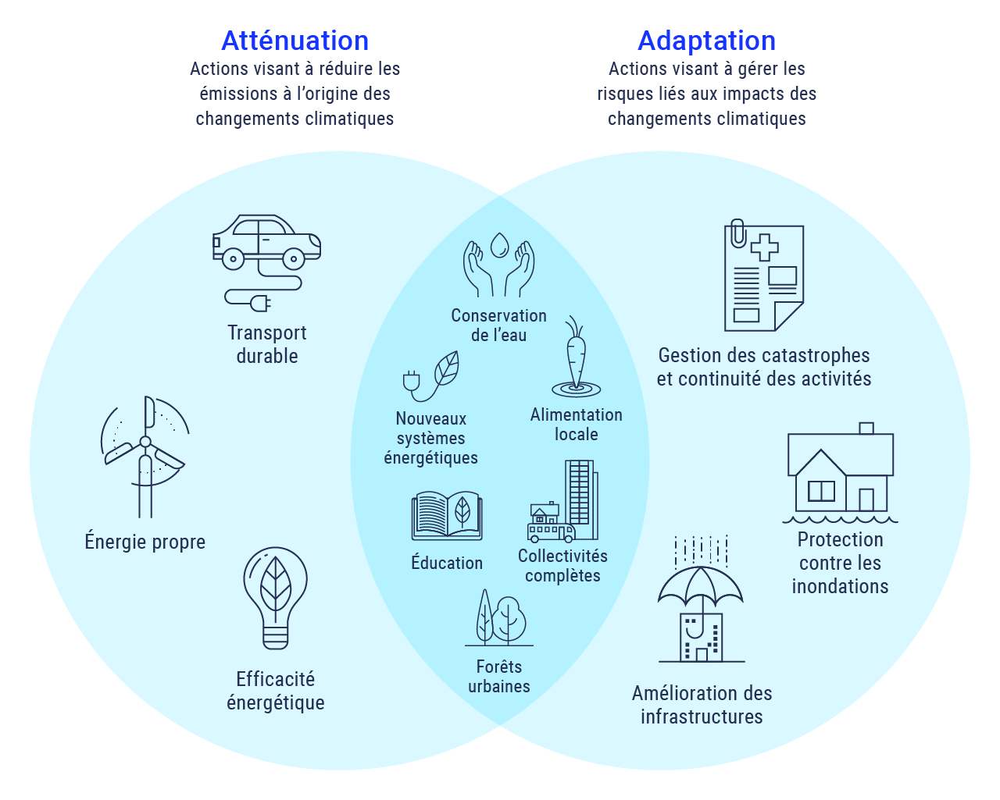 Atténuation
Actions visant à réduire les
émissions à l’origine des
changements climatiques
Adaptation
Actions visant à gérer les
risques liés aux impacts des
changements climatiques
Transport
durable
Énergie propre
Efficacité
énergétique
Conservation
de l’eau
Nouveaux
systèmes
énergétiques
Alimentation
locale
Éducation
Collectivités
complètes
Forêts
urbaines
Gestion des catastrophes
et continuité des activités
Protection
contre les
inondations
Amélioration des
infrastructures